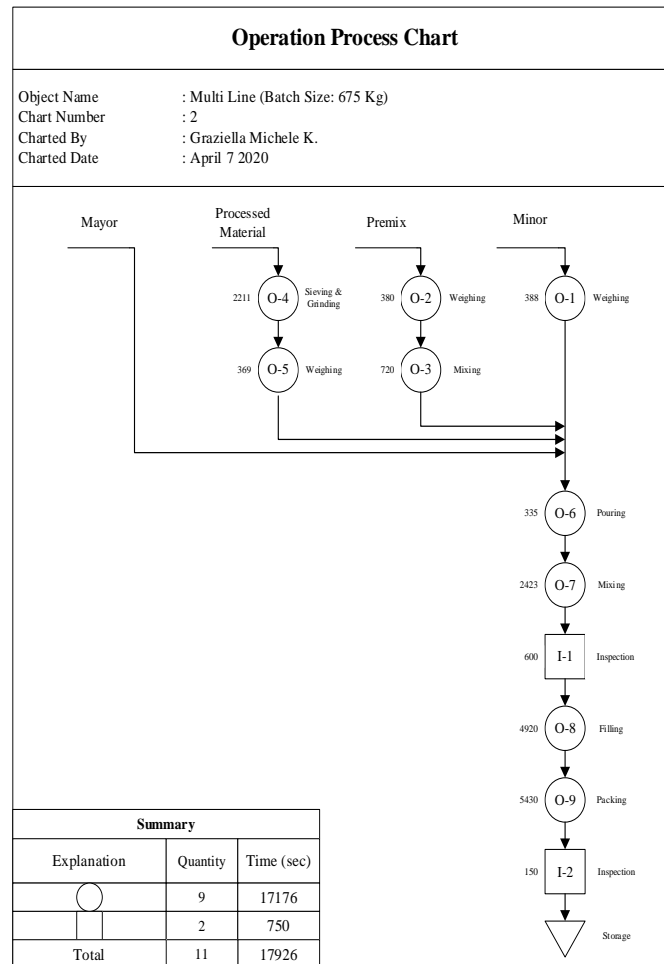 Operation Process Chart
Object Name : Multi Line (Batch Size: 675 Kg)
Chart Number : 2
Charted By : Graziella Michele K.
Charted Date : April 7 2020
Mayor
Processed
Material
Premix
Minor
2211 O-4 Sieving &
Grinding
380 O-2 Weighing
388 O-1 Weighing
369 O-5 Weighing
720 O-3 Mixing
335 O-6 Pouring
2423 O-7 Mixing
600 I-1 Inspection
4920 O-8 Filling
5430 O-9 Packing
150 I-2 Inspection
Storage
Summary
Explanation Quantity Time (sec)
9 17176
2 750
Total 11 17926